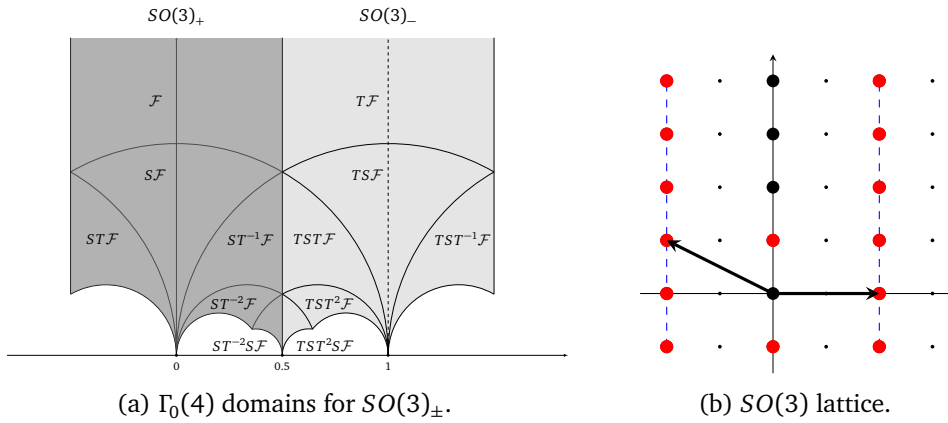 SO(3)₊ SO(3)₋
ℱ Tℱ
Sℱ TSℱ
STℱ ST⁻¹ℱ TSTℱ TST⁻¹ℱ
ST⁻²ℱ TST²ℱ
ST⁻²Sℱ TST²Sℱ
0 0.5 1
(a) Γ₀(4) domains for SO(3)±.
(b) SO(3) lattice.